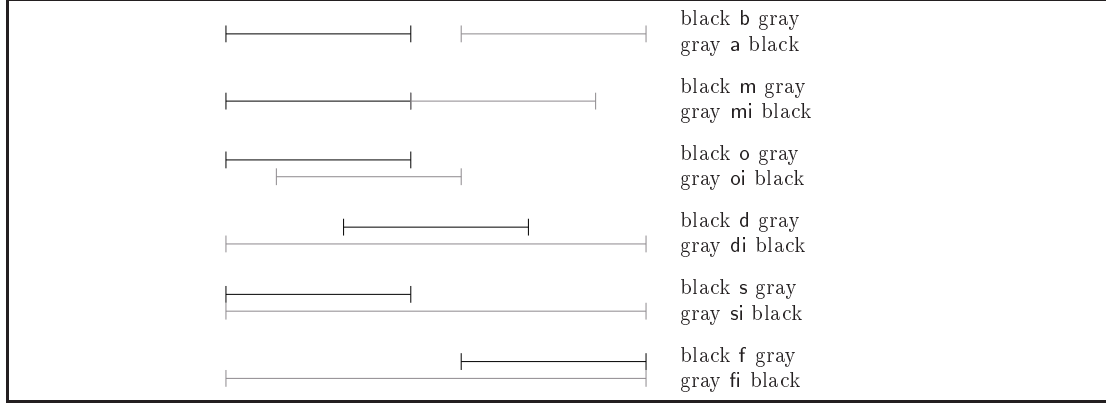 black b gray
gray a black
black m gray
gray mi black
black o gray
gray oi black
black d gray
gray di black
black s gray
gray si black
black f gray
gray fi black